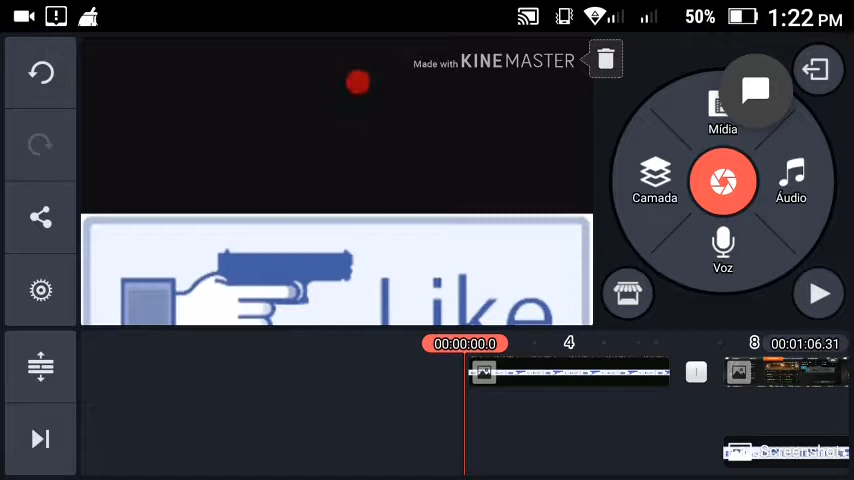 50% 1:22 PM
Made with KINEMASTER
Mídia
Camada
Áudio
Voz
Like
00:00:00.0
4
8
00:01:06.31
Screenshot